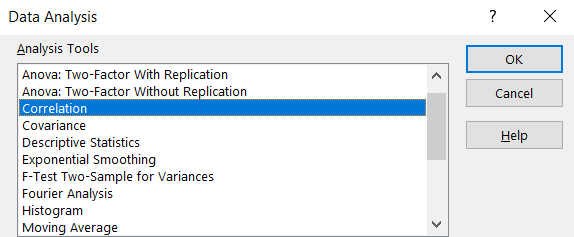 Data Analysis
?
Analysis Tools
Anova: Two-Factor With Replication
Anova: Two-Factor Without Replication
Correlation
Covariance
Descriptive Statistics
Exponential Smoothing
F-Test Two-Sample for Variances
Fourier Analysis
Histogram
Moving Average
OK
Cancel
Help